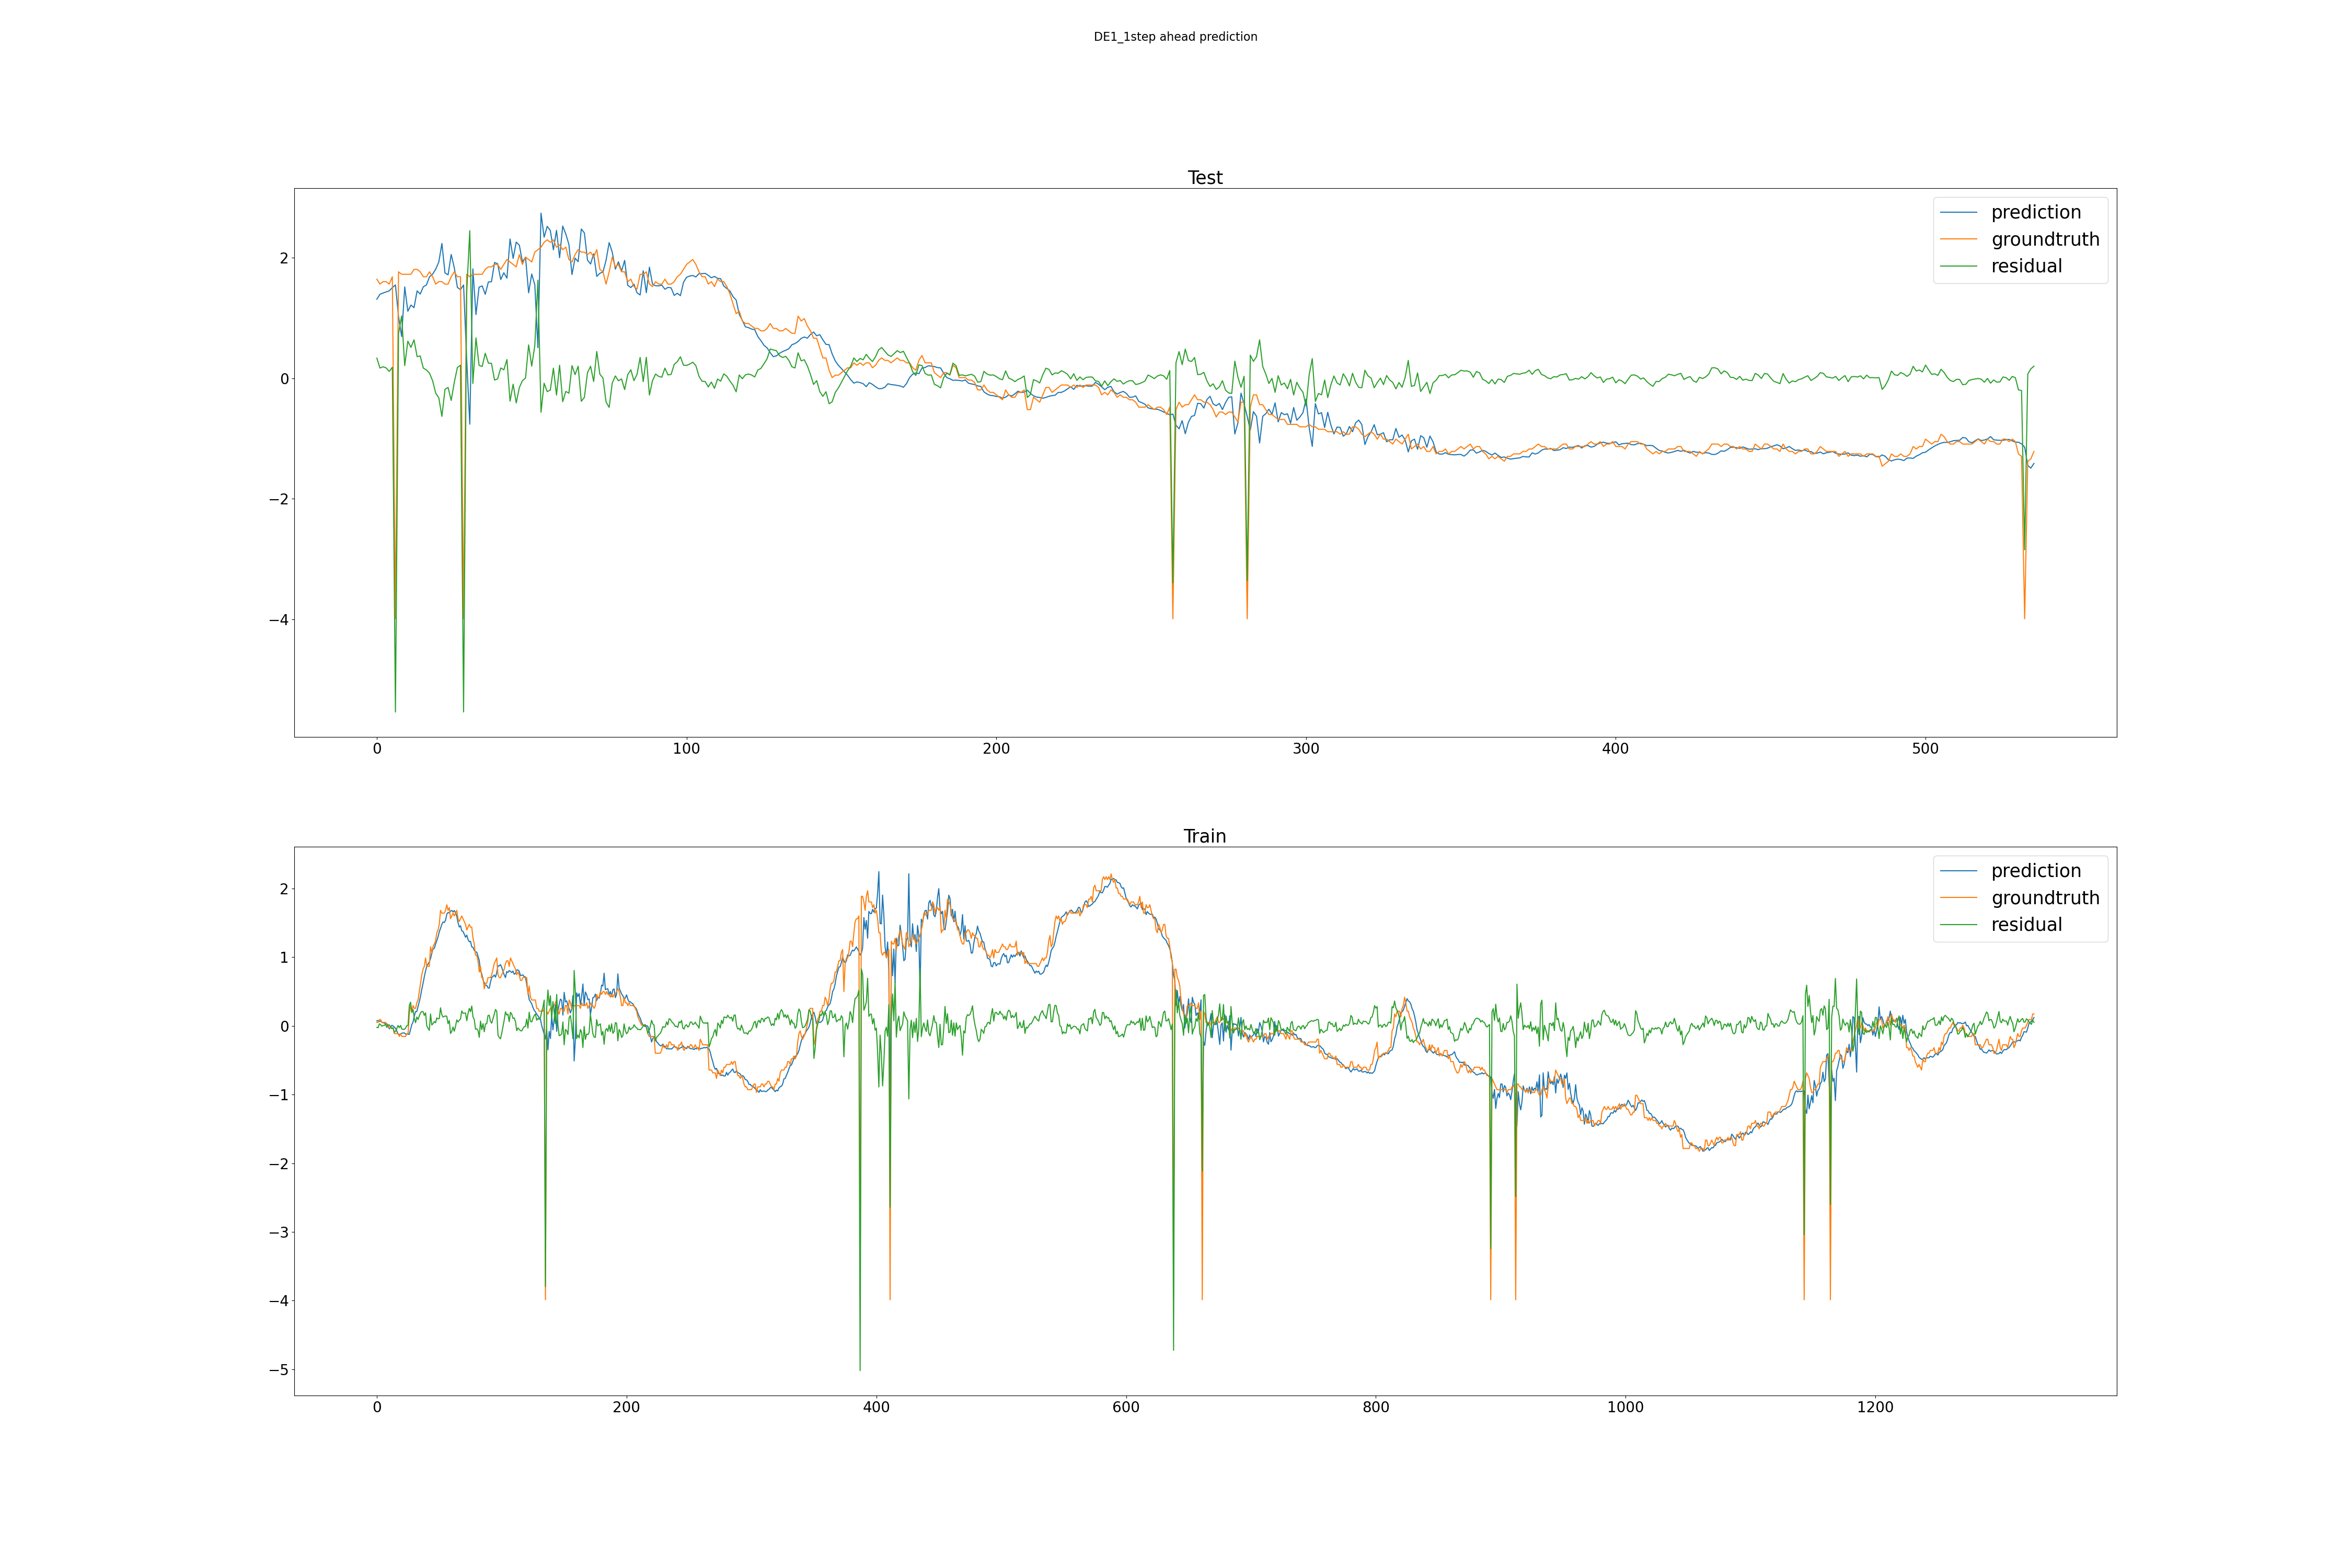 DE1_1step ahead prediction
Test
prediction
groundtruth
residual
2
0
−2
−4
0 100 200 300 400 500
Train
prediction
groundtruth
residual
2
1
0
−1
−2
−3
−4
−5
0 200 400 600 800 1000 1200